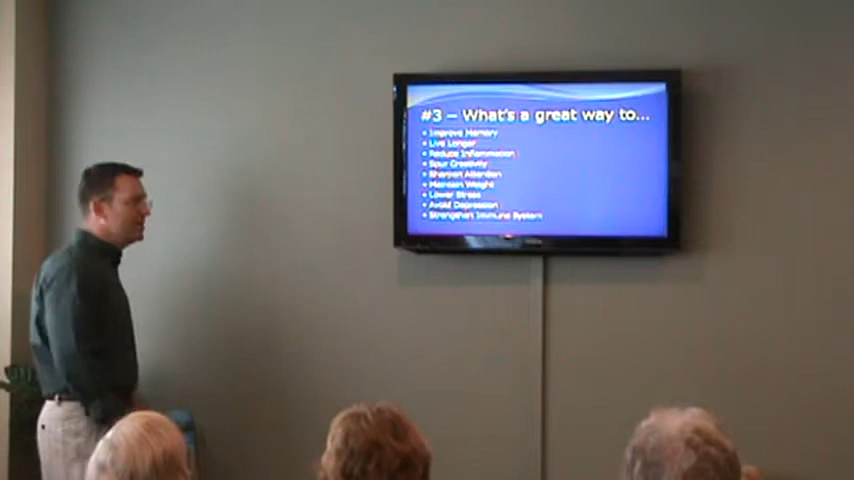 #3 – What's a great way to...
• Improve Memory
• Live Longer
• Reduce Inflammation
• Spur Creativity
• Sharpen Attention
• Maintain Weight
• Lower Stress
• Avoid Depression
• Strengthen Immune System